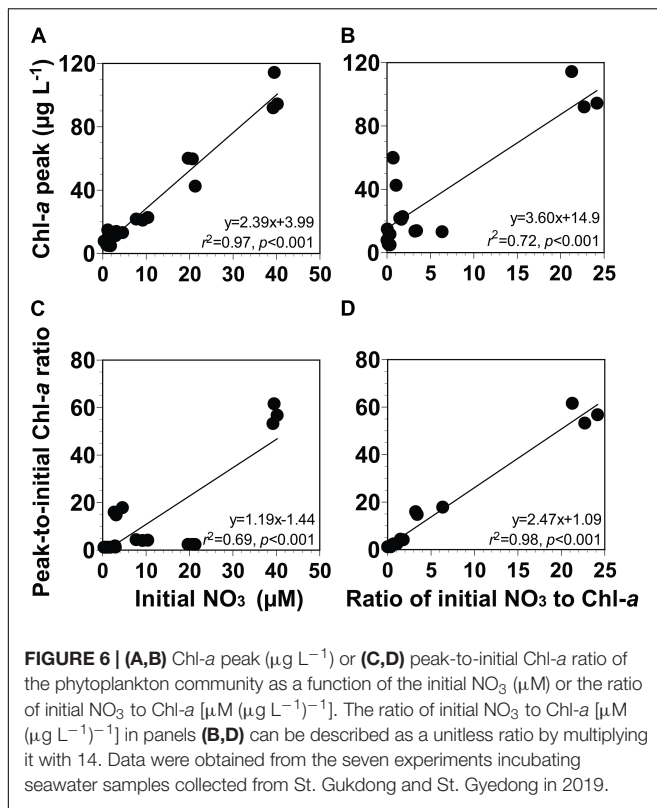 A
B
120
80
40
0
Chl-a peak (µg L⁻¹)
y=2.39x+3.99
r²=0.97, p<0.001
0 10 20 30 40 50
120
80
40
0
y=3.60x+14.9
r²=0.72, p<0.001
0 5 10 15 20 25
C
D
80
60
40
20
0
Peak-to-initial Chl-a ratio
y=1.19x-1.44
r²=0.69, p<0.001
0 10 20 30 40 50
Initial NO₃ (µM)
80
60
40
20
0
y=2.47x+1.09
r²=0.98, p<0.001
0 5 10 15 20 25
Ratio of initial NO₃ to Chl-a
FIGURE 6 | (A,B) Chl-a peak (µg L⁻¹) or (C,D) peak-to-initial Chl-a ratio of
the phytoplankton community as a function of the initial NO₃ (µM) or the ratio
of initial NO₃ to Chl-a [µM (µg L⁻¹)⁻¹]. The ratio of initial NO₃ to Chl-a [µM
(µg L⁻¹)⁻¹] in panels (B,D) can be described as a unitless ratio by multiplying
it with 14. Data were obtained from the seven experiments incubating
seawater samples collected from St. Gukdong and St. Gyedong in 2019.